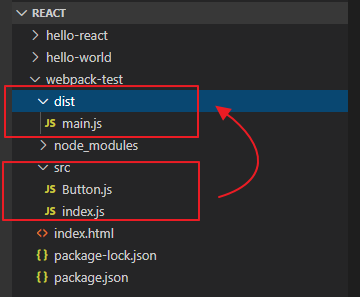 REACT
hello-react
hello-world
webpack-test
dist
JS main.js
node_modules
src
JS Button.js
JS index.js
<> index.html
{} package-lock.json
{} package.json